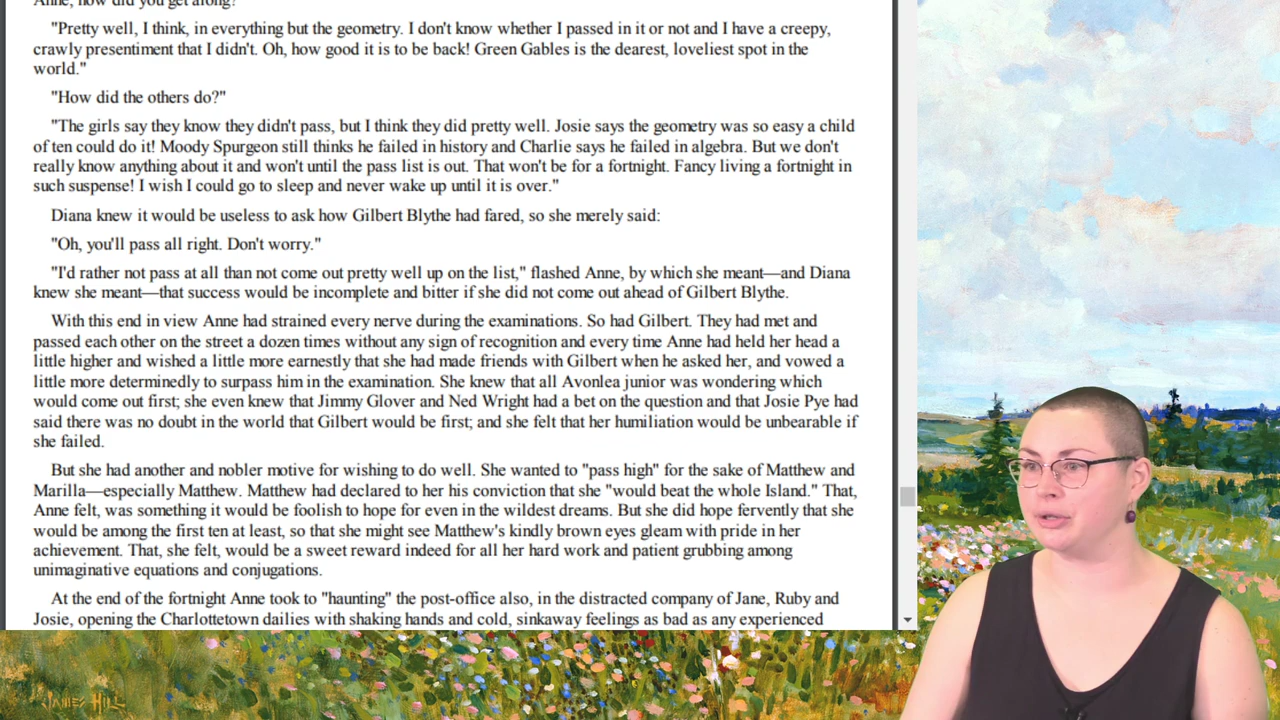 Anne, how did you get along?"
"Pretty well, I think, in everything but the geometry. I don't know whether I passed in it or not and I have a creepy,
crawly presentiment that I didn't. Oh, how good it is to be back! Green Gables is the dearest, loveliest spot in the
world."
"How did the others do?"
"The girls say they know they didn't pass, but I think they did pretty well. Josie says the geometry was so easy a child
of ten could do it! Moody Spurgeon still thinks he failed in history and Charlie says he failed in algebra. But we don't
really know anything about it and won't until the pass list is out. That won't be for a fortnight. Fancy living a fortnight in
such suspense! I wish I could go to sleep and never wake up until it is over."
Diana knew it would be useless to ask how Gilbert Blythe had fared, so she merely said:
"Oh, you'll pass all right. Don't worry."
"I'd rather not pass at all than not come out pretty well up on the list," flashed Anne, by which she meant—and Diana
knew she meant—that success would be incomplete and bitter if she did not come out ahead of Gilbert Blythe.
With this end in view Anne had strained every nerve during the examinations. So had Gilbert. They had met and
passed each other on the street a dozen times without any sign of recognition and every time Anne had held her head a
little higher and wished a little more earnestly that she had made friends with Gilbert when he asked her, and vowed a
little more determinedly to surpass him in the examination. She knew that all Avonlea junior was wondering which
would come out first; she even knew that Jimmy Glover and Ned Wright had a bet on the question and that Josie Pye had
said there was no doubt in the world that Gilbert would be first; and she felt that her humiliation would be unbearable if
she failed.
But she had another and nobler motive for wishing to do well. She wanted to "pass high" for the sake of Matthew and
Marilla—especially Matthew. Matthew had declared to her his conviction that she "would beat the whole Island." That,
Anne felt, was something it would be foolish to hope for even in the wildest dreams. But she did hope fervently that she
would be among the first ten at least, so that she might see Matthew's kindly brown eyes gleam with pride in her
achievement. That, she felt, would be a sweet reward indeed for all her hard work and patient grubbing among
unimaginative equations and conjugations.
At the end of the fortnight Anne took to "haunting" the post-office also, in the distracted company of Jane, Ruby and
Josie, opening the Charlottetown dailies with shaking hands and cold, sinkaway feelings as bad as any experienced
JAMES HILL